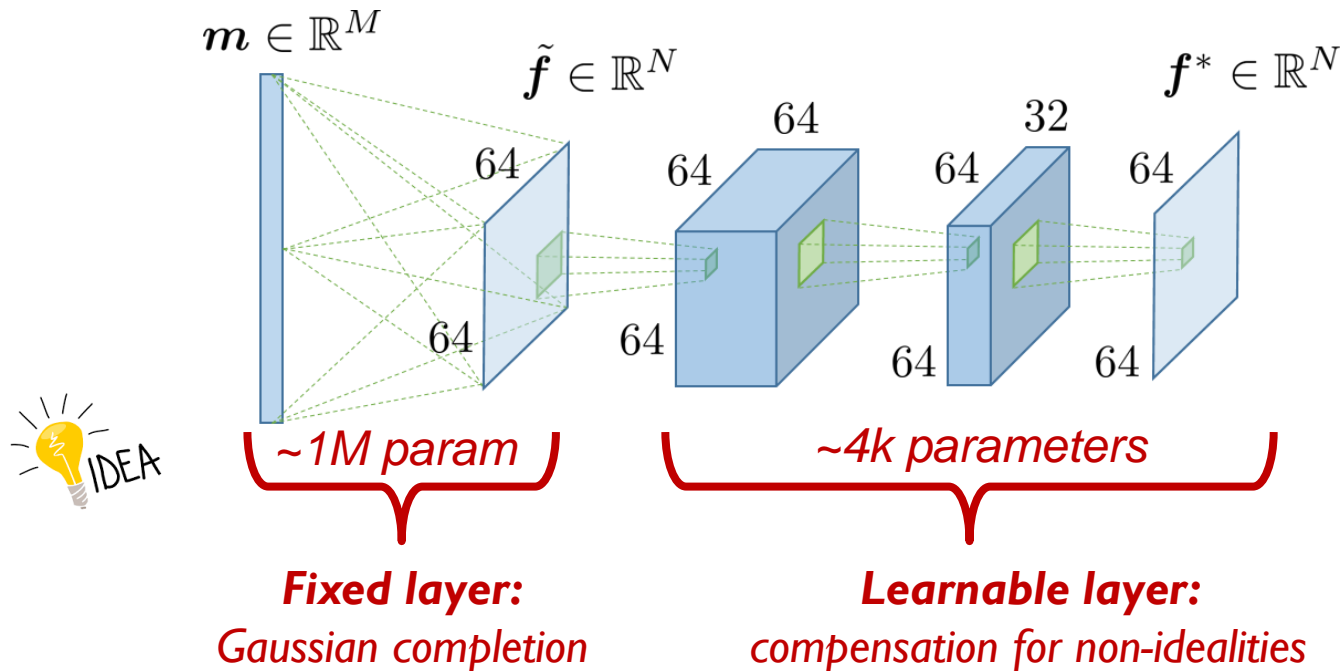 𝒎 ∈ ℝ^M
𝒇̃ ∈ ℝ^N
𝒇* ∈ ℝ^N
64
64
64
64
64
64
32
64
64
64
64
IDEA
~1M param
~4k parameters
Fixed layer:
Gaussian completion
Learnable layer:
compensation for non-idealities